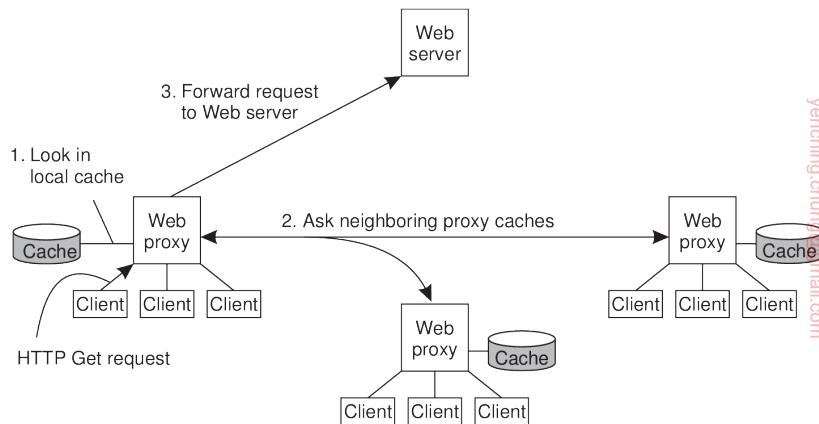 Web
server
3. Forward request
to Web server
1. Look in
local cache
Web
proxy
2. Ask neighboring proxy caches
Web
proxy
Cache
Cache
Client
Client
Client
Client
Client
Client
Web
proxy
HTTP Get request
Cache
Client
Client
Client